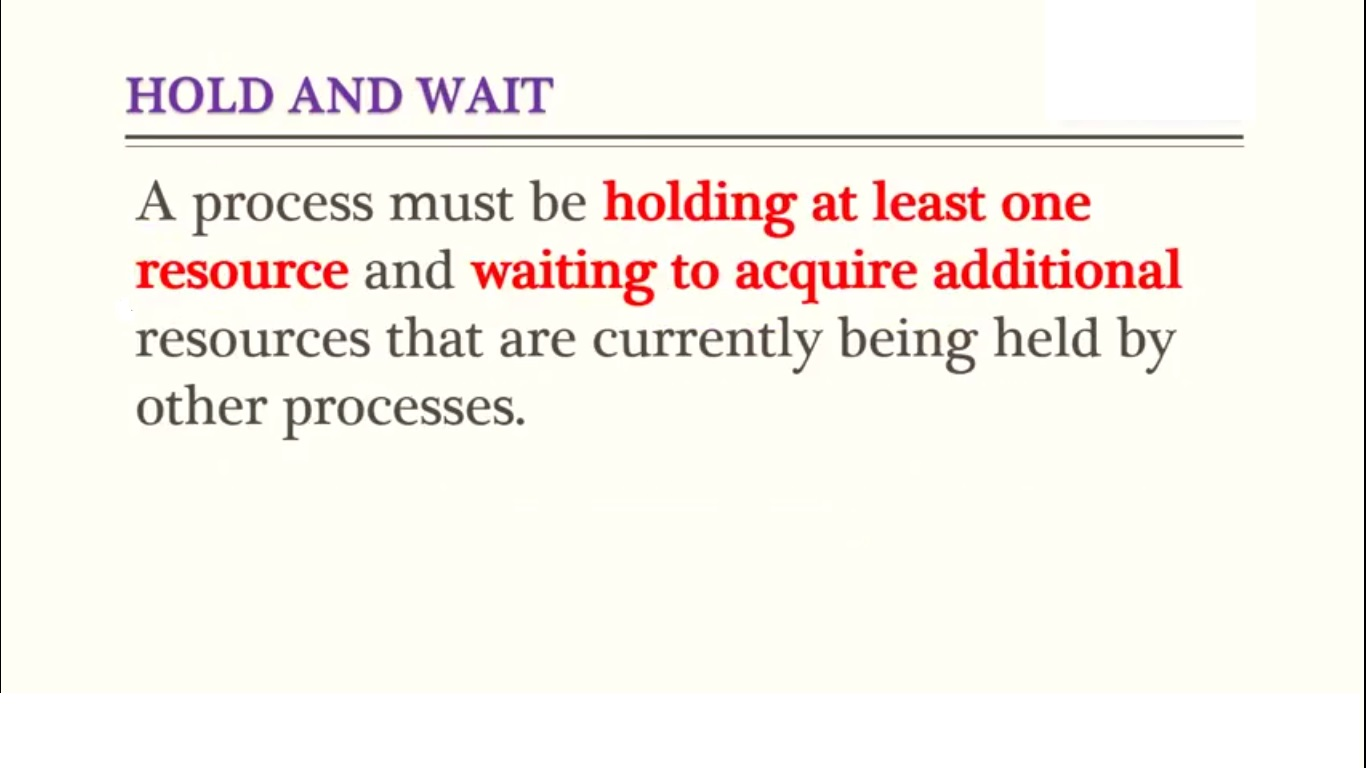 HOLD AND WAIT
A process must be holding at least one
resource and waiting to acquire additional
resources that are currently being held by
other processes.